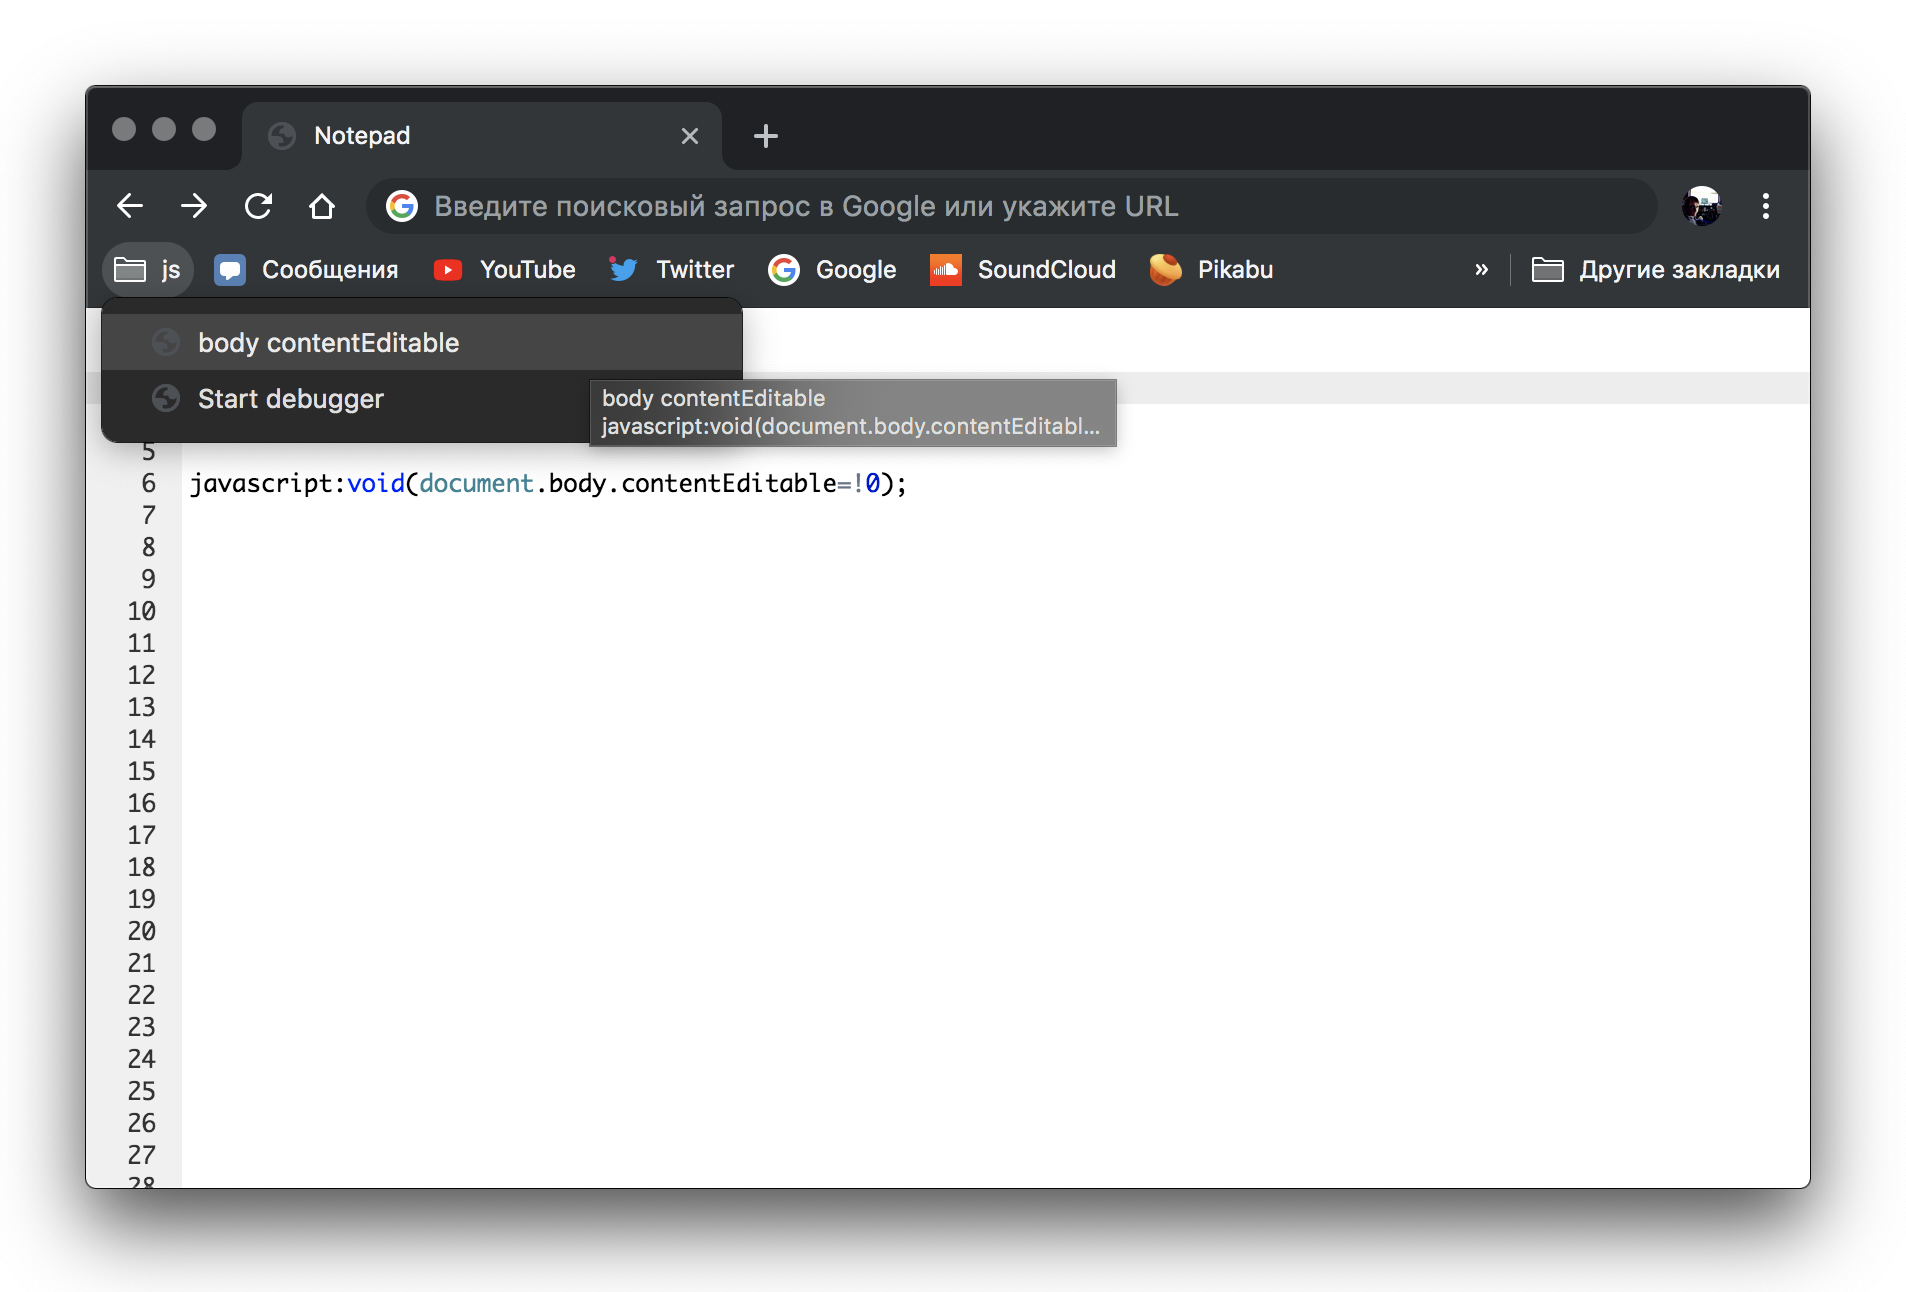 Notepad
Введите поисковый запрос в Google или укажите URL
js Сообщения YouTube Twitter Google SoundCloud Pikabu » Другие закладки
body contentEditable
Start debugger
body contentEditable
javascript:void(document.body.contentEditabl...
5
6 javascript:void(document.body.contentEditable=!0);
7
8
9
10
11
12
13
14
15
16
17
18
19
20
21
22
23
24
25
26
27
28